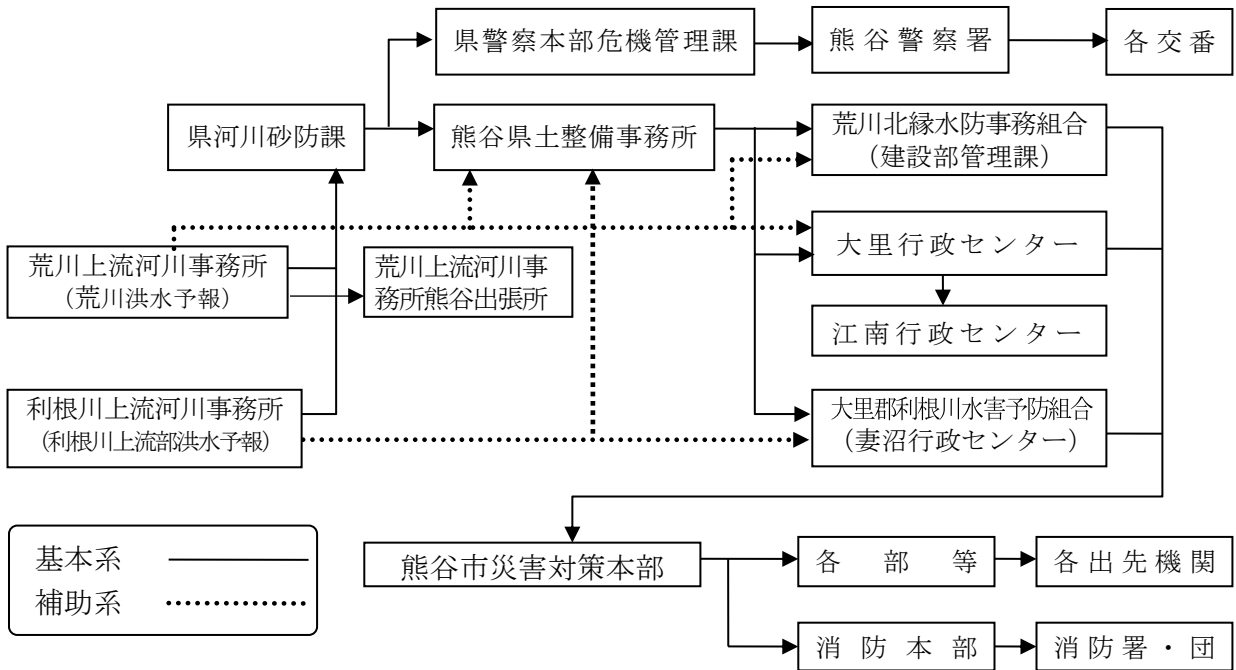 県警察本部危機管理課
熊谷警察署
各交番
県河川砂防課
熊谷県土整備事務所
荒川北縁水防事務組合
（建設部管理課）
荒川上流河川事務所
（荒川洪水予報）
荒川上流河川事
務所熊谷出張所
大里行政センター
江南行政センター
利根川上流河川事務所
（利根川上流部洪水予報）
大里郡利根川水害予防組合
（妻沼行政センター）
基本系
補助系
熊谷市災害対策本部
各部等
各出先機関
消防本部
消防署・団